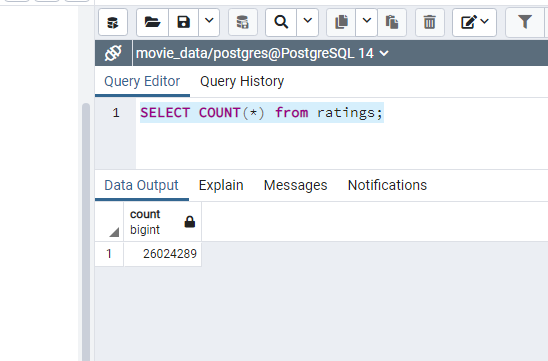 movie_data/postgres@PostgreSQL 14
Query Editor Query History
1 SELECT COUNT(*) from ratings;
Data Output Explain Messages Notifications
count
bigint
1 26024289